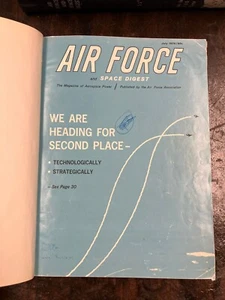 AIR FORCE
and SPACE DIGEST
The Magazine of Aerospace Power / Published by the Air Force Association
WE ARE
HEADING FOR
SECOND PLACE—
• TECHNOLOGICALLY
• STRATEGICALLY
—See Page 30